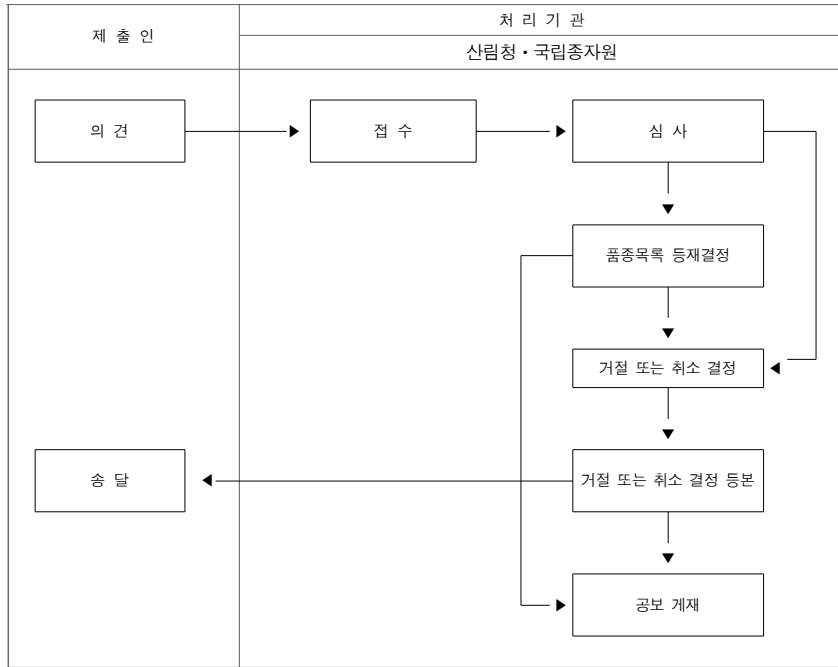 제 출 인
처 리 기 관
산림청·국립종자원
의 견
접 수
심 사
품종목록 등재결정
거절 또는 취소 결정
송 달
거절 또는 취소 결정 등본
공보 게재